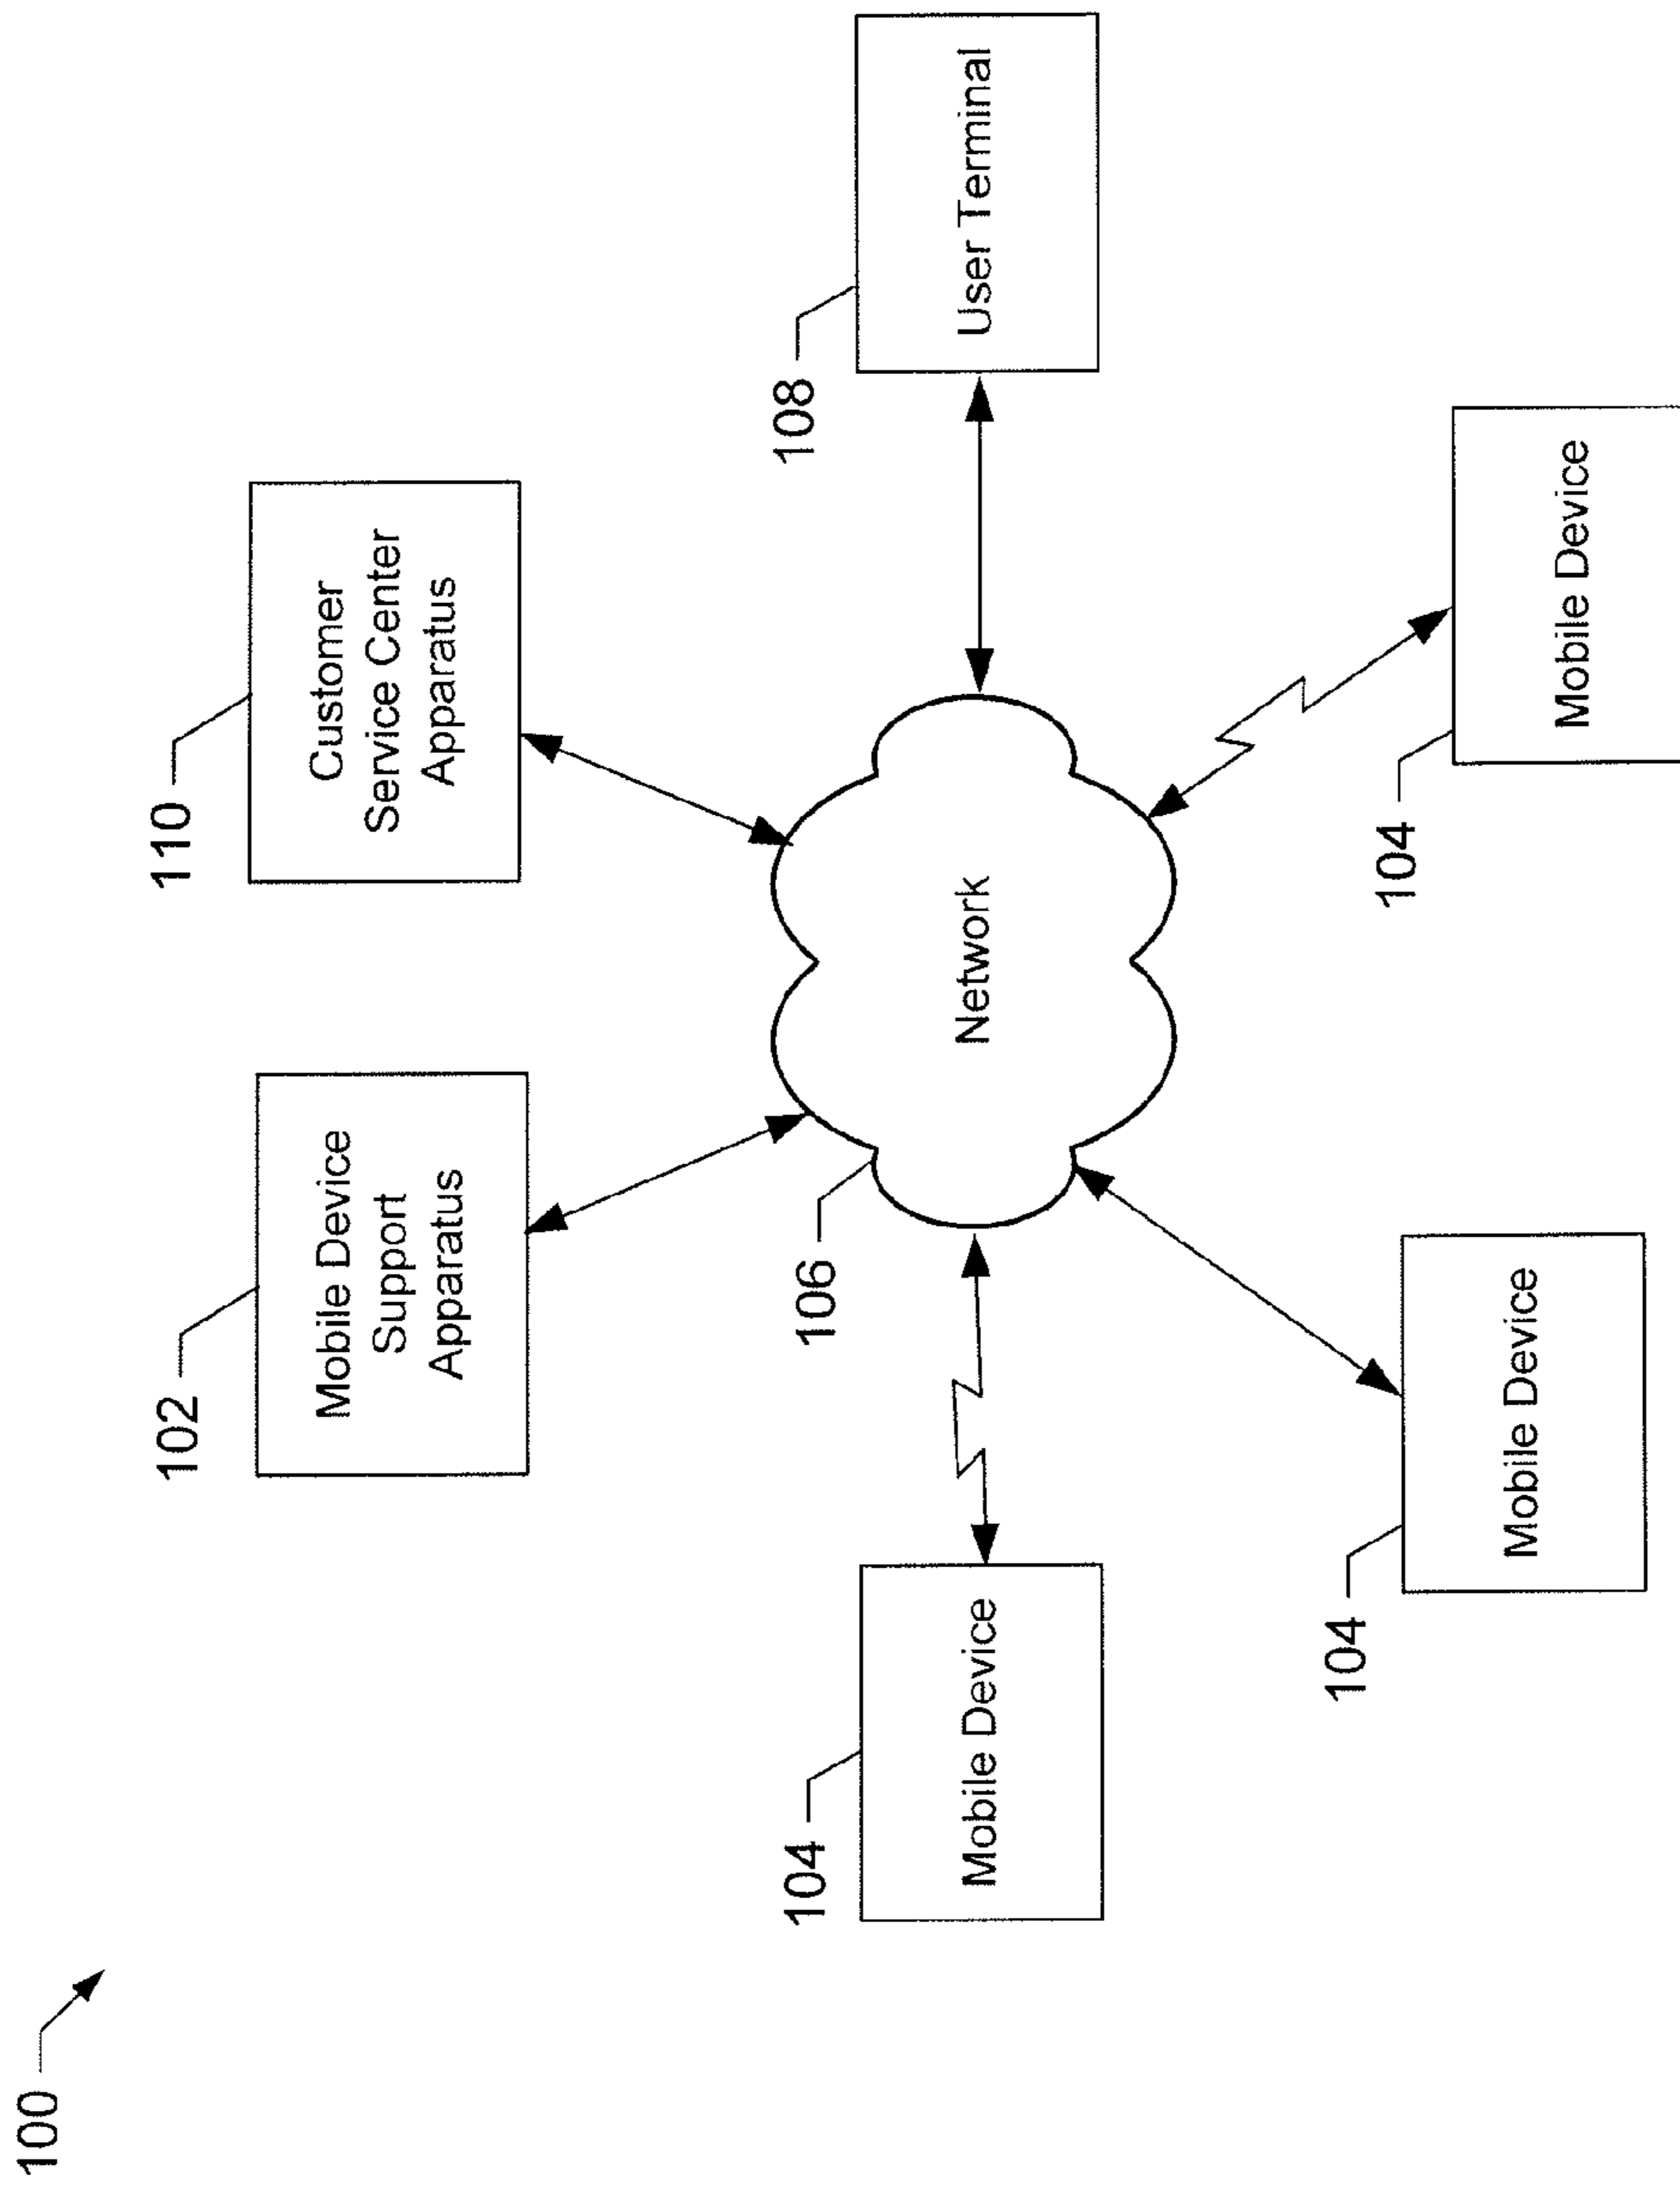 100
102
Mobile Device
Support
Apparatus
110
Customer
Service Center
Apparatus
104
Mobile Device
106
Network
108
User Terminal
104
Mobile Device
104
Mobile Device